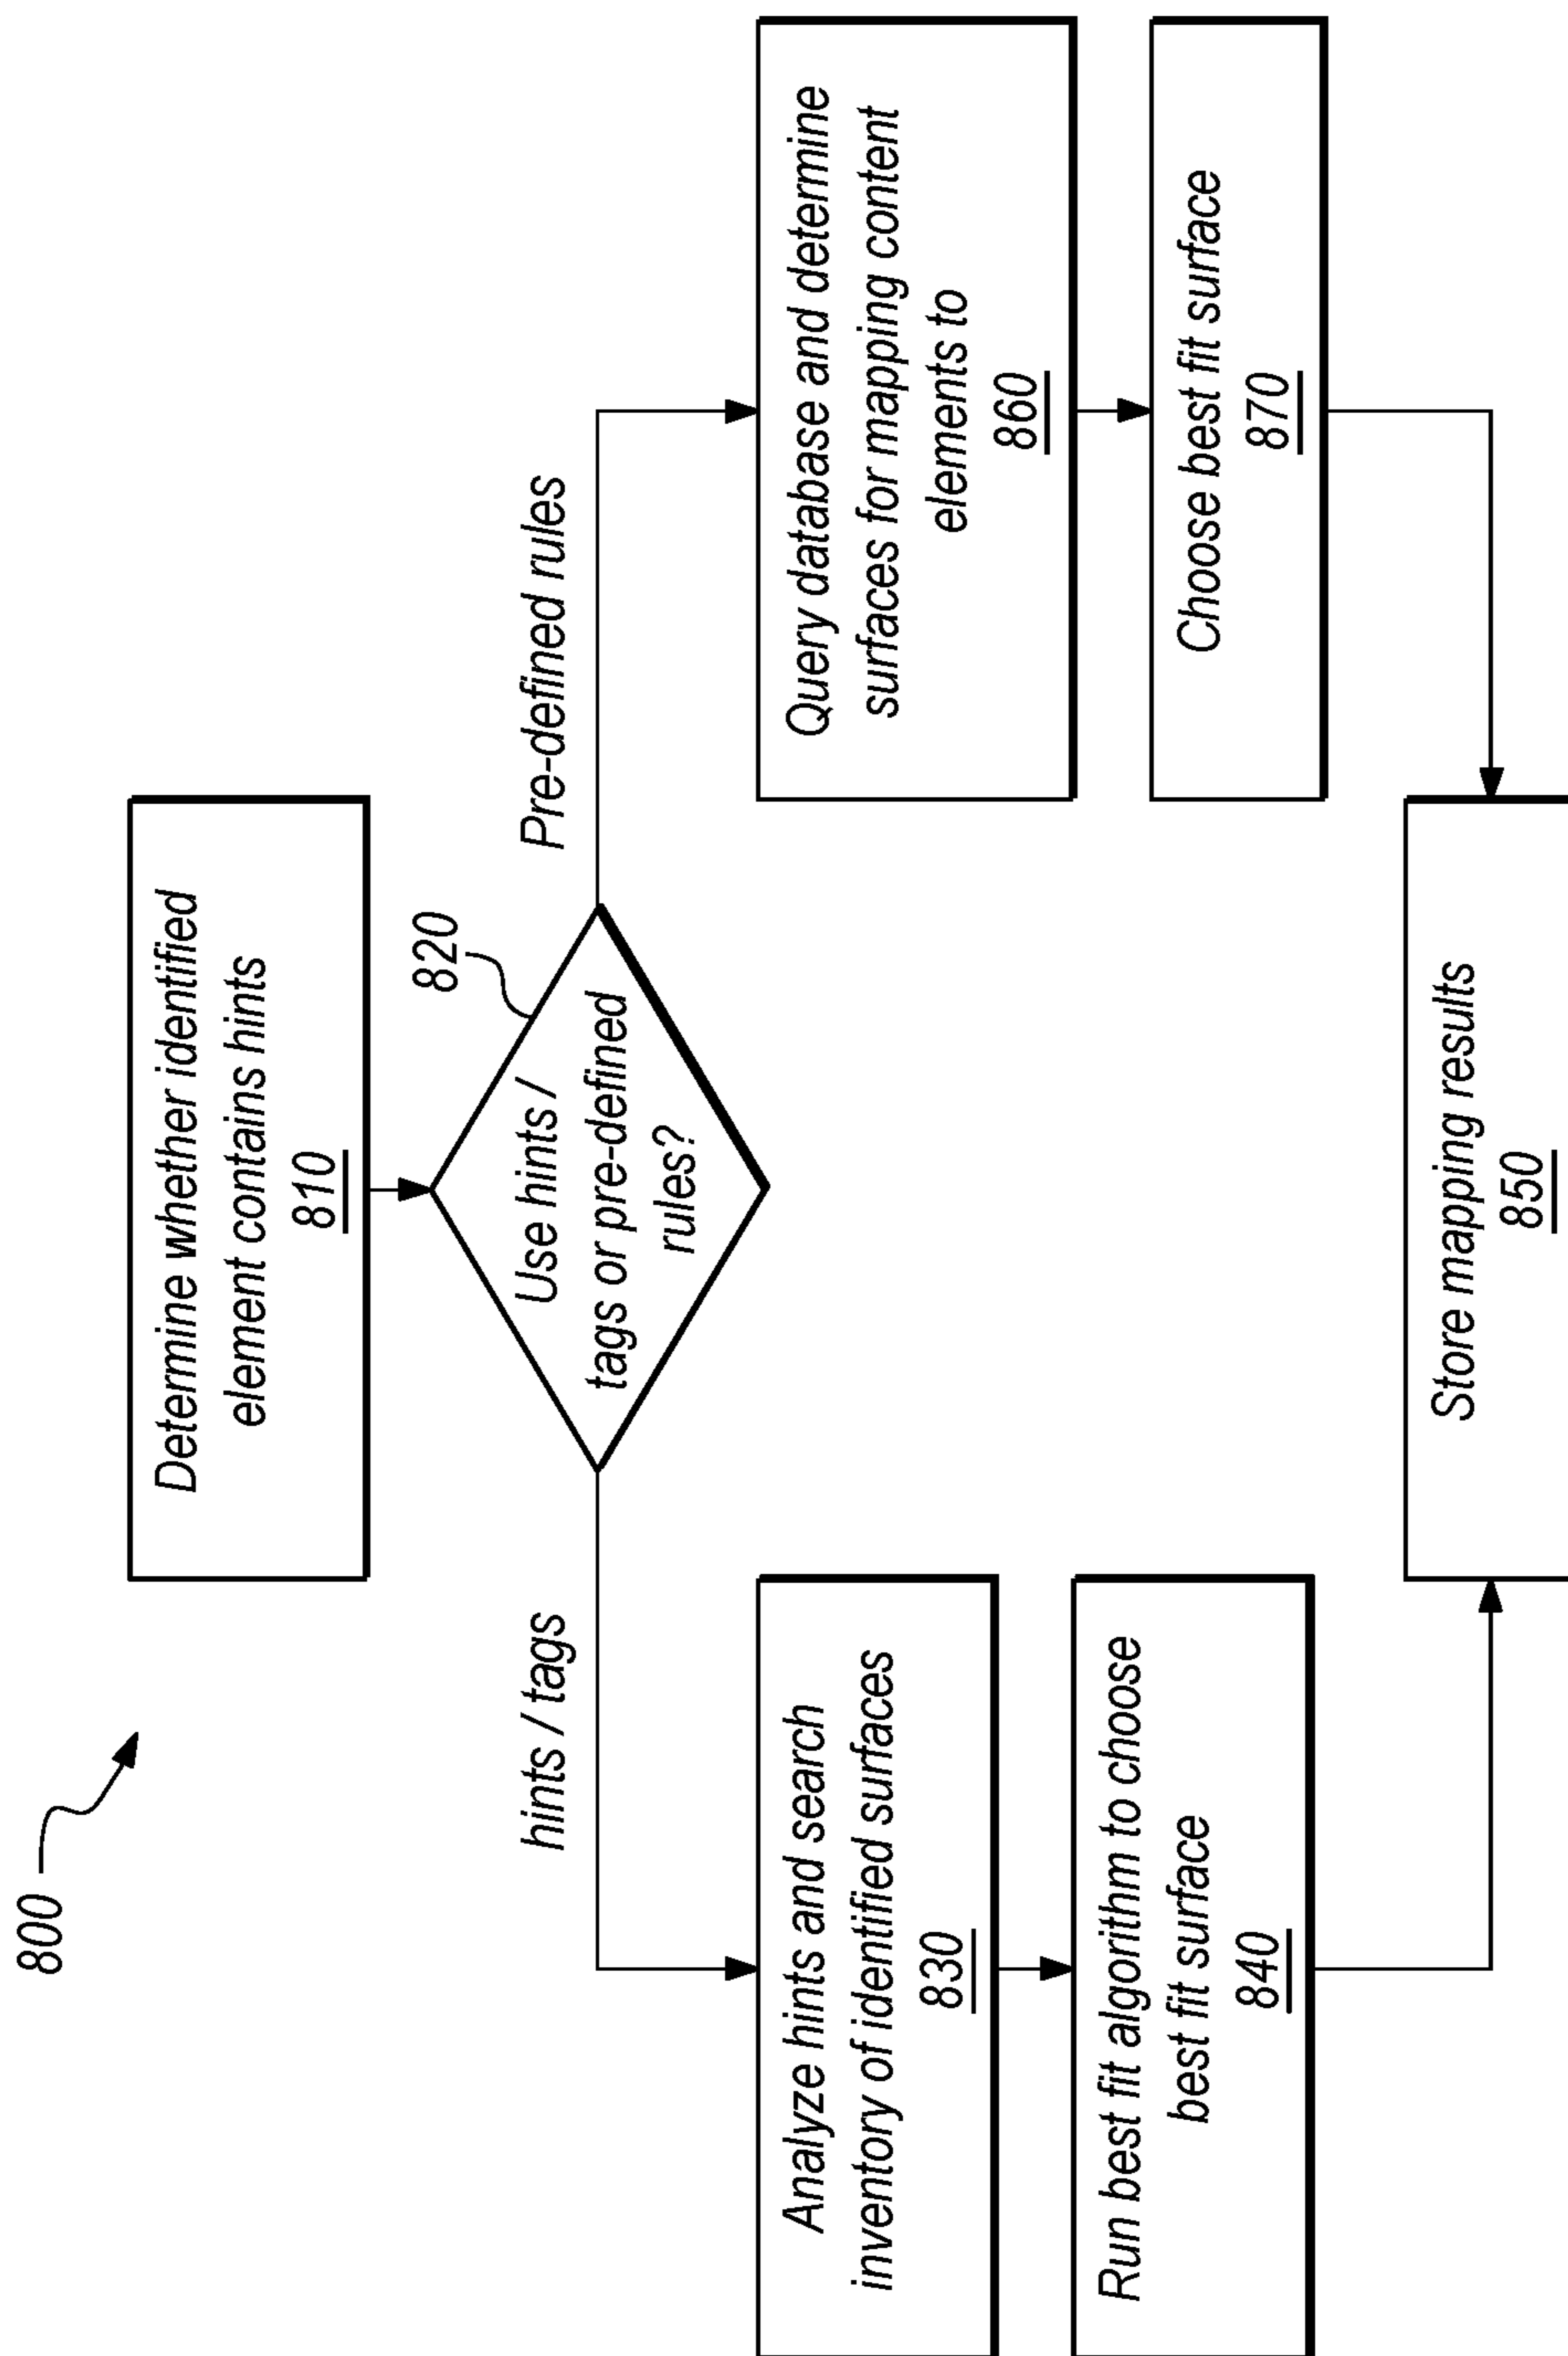 800
Determine whether identified
element contains hints
810
820
Use hints /
tags or pre-defined
rules?
hints / tags
Pre-defined rules
Analyze hints and search
inventory of identified surfaces
830
Run best fit algorithm to choose
best fit surface
840
Query database and determine
surfaces for mapping content
elements to
860
Choose best fit surface
870
Store mapping results
850